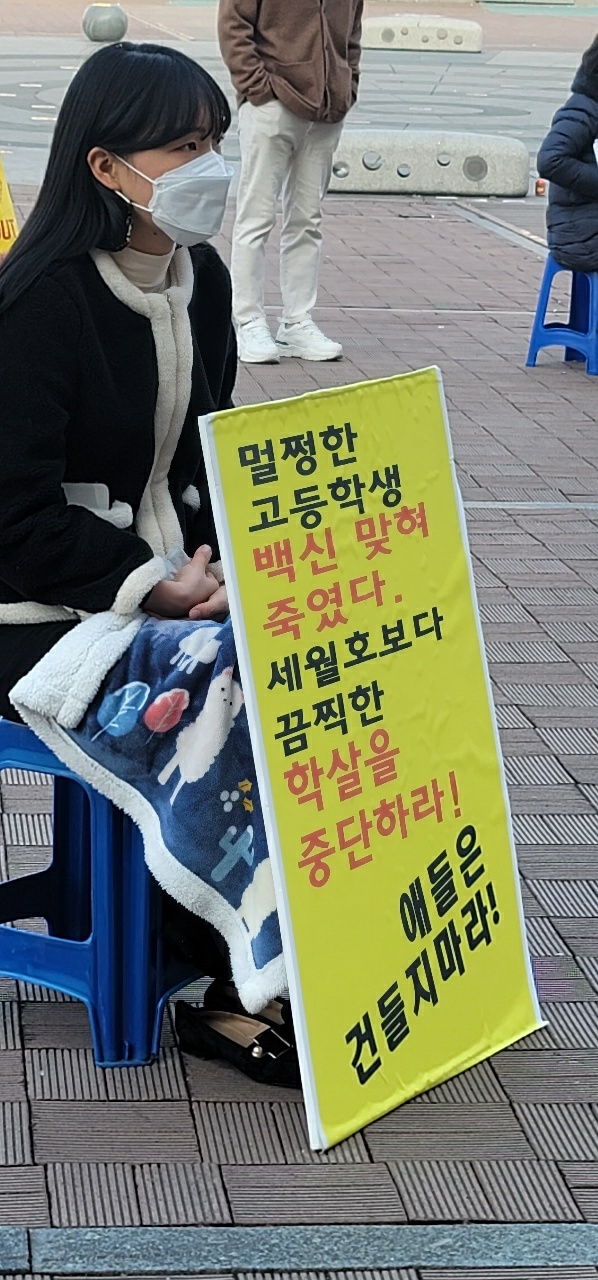 멀쩡한
고등학생
백신 맞혀
죽였다.
세월호보다
끔찍한
학살을
중단하라!
애들은
건들지마라!